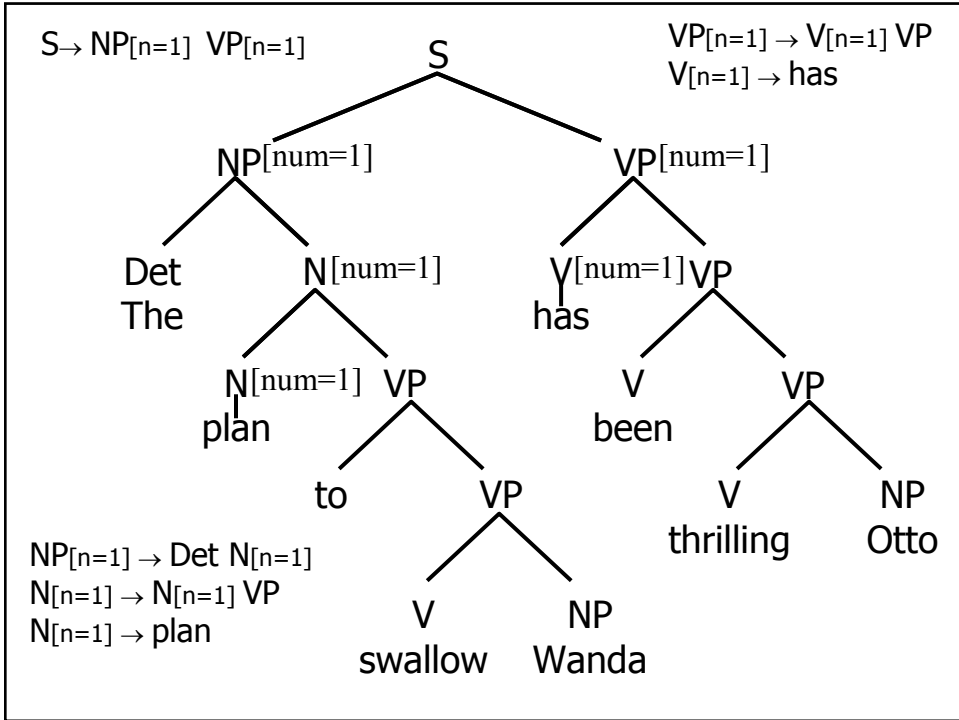 S→ NP[n=1] VP[n=1]
VP[n=1] → V[n=1] VP
V[n=1] → has
S
NP[num=1]
VP[num=1]
Det
N[num=1]
V[num=1]
VP
The
has
N[num=1]
VP
V
VP
plan
been
to
VP
V
NP
thrilling
Otto
NP[n=1] → Det N[n=1]
N[n=1] → N[n=1] VP
N[n=1] → plan
V
NP
swallow
Wanda